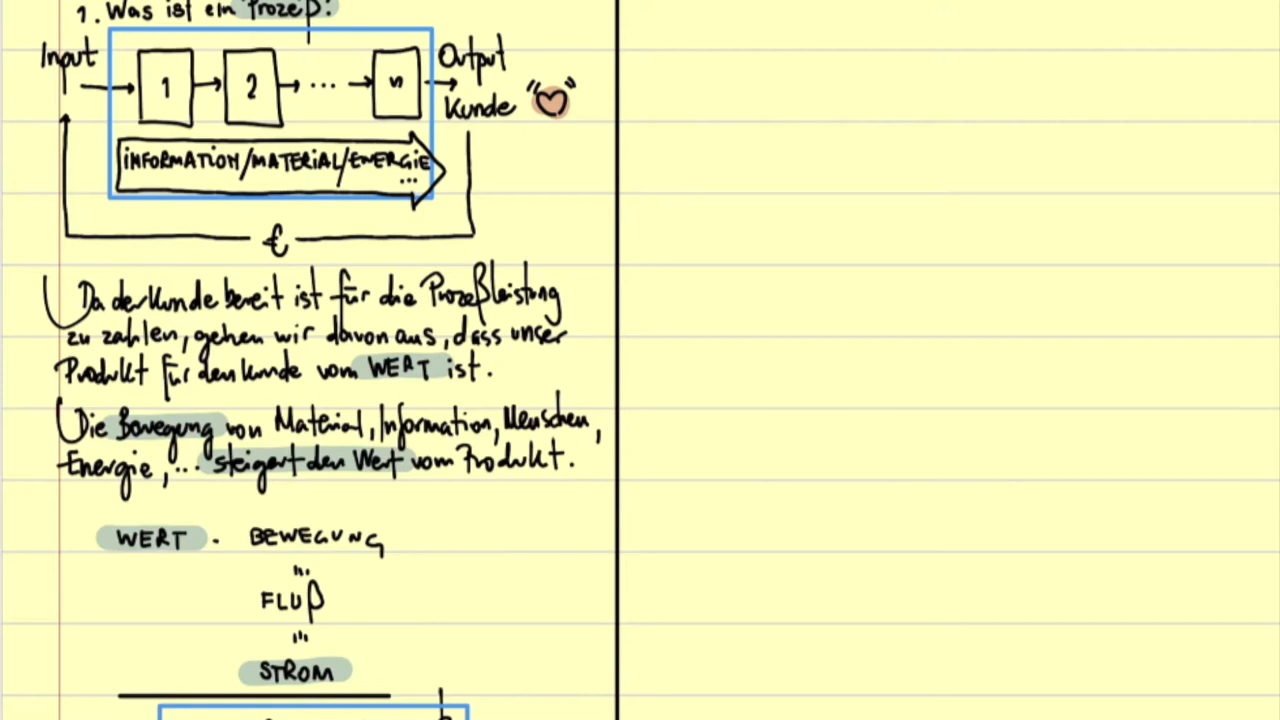 1. Was ist ein Prozeß?
Input
Output
1
2
...
n
Kunde
INFORMATION/MATERIAL/ENERGIE
...
€
Da der Kunde bereit ist für die Prozeßleistung
zu zahlen, gehen wir davon aus, dass unser
Produkt für den Kunde vom WERT ist.
Die Bewegung von Material, Information, Menschen,
Energie, ... steigert den Wert vom Produkt.
WERT . BEWEGUNG
FLUß
STROM